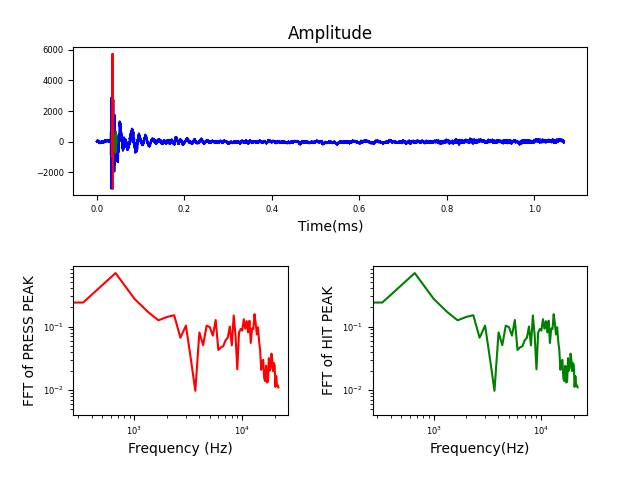 Amplitude
6000
4000
2000
0
−2000
0.0 0.2 0.4 0.6 0.8 1.0
Time(ms)
FFT of PRESS PEAK
10⁻¹
10⁻²
10³ 10⁴
Frequency (Hz)
FFT of HIT PEAK
10⁻¹
10⁻²
10³ 10⁴
Frequency(Hz)